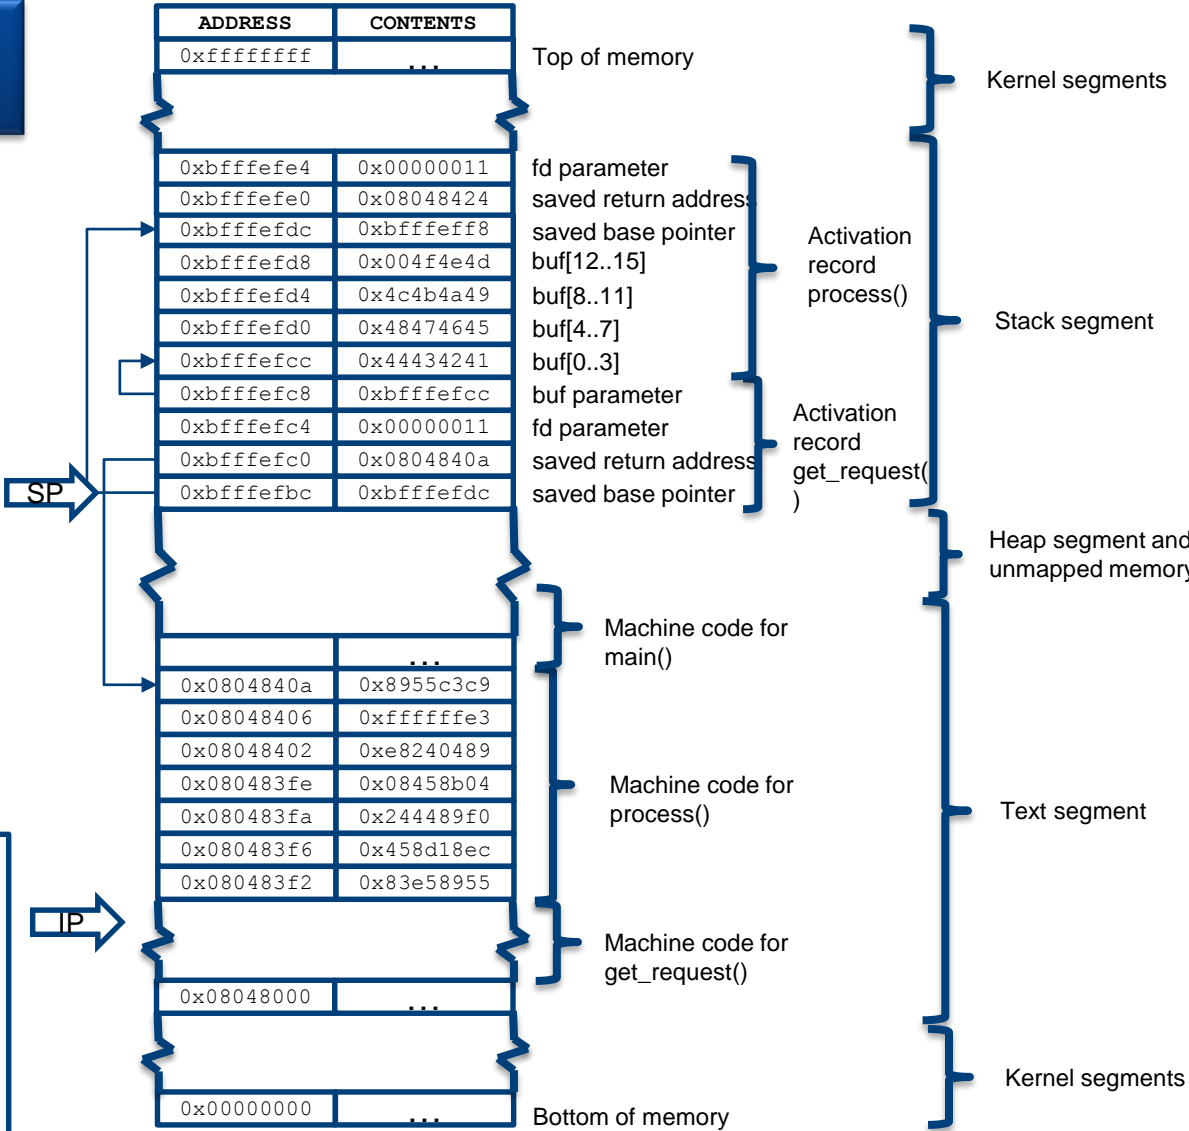 ADDRESS CONTENTS
0xffffffff ... Top of memory
Kernel segments
0xbfffefe4 0x00000011 fd parameter
0xbfffefe0 0x08048424 saved return address
0xbfffefdc 0xbfffeff8 saved base pointer
0xbfffefd8 0x004f4e4d buf[12..15]
0xbfffefd4 0x4c4b4a49 buf[8..11]
0xbfffefd0 0x48474645 buf[4..7]
0xbfffefcc 0x44434241 buf[0..3]
Activation
record
process()
Stack segment
0xbfffefc8 0xbfffefcc buf parameter
0xbfffefc4 0x00000011 fd parameter
0xbfffefc0 0x0804840a saved return address
0xbfffefbc 0xbfffefdc saved base pointer
Activation
record
get_request(
)
SP
Heap segment and
unmapped memory
Machine code for
main()
...
0x0804840a 0x8955c3c9
0x08048406 0xffffffe3
0x08048402 0xe8240489
0x080483fe 0x08458b04
0x080483fa 0x244489f0
0x080483f6 0x458d18ec
0x080483f2 0x83e58955
Machine code for
process()
Text segment
IP
Machine code for
get_request()
0x08048000 ...
Kernel segments
0x00000000 ... Bottom of memory